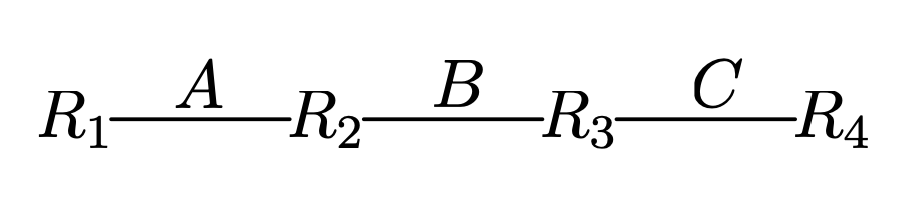 A B C
R₁ R₂ R₃ R₄